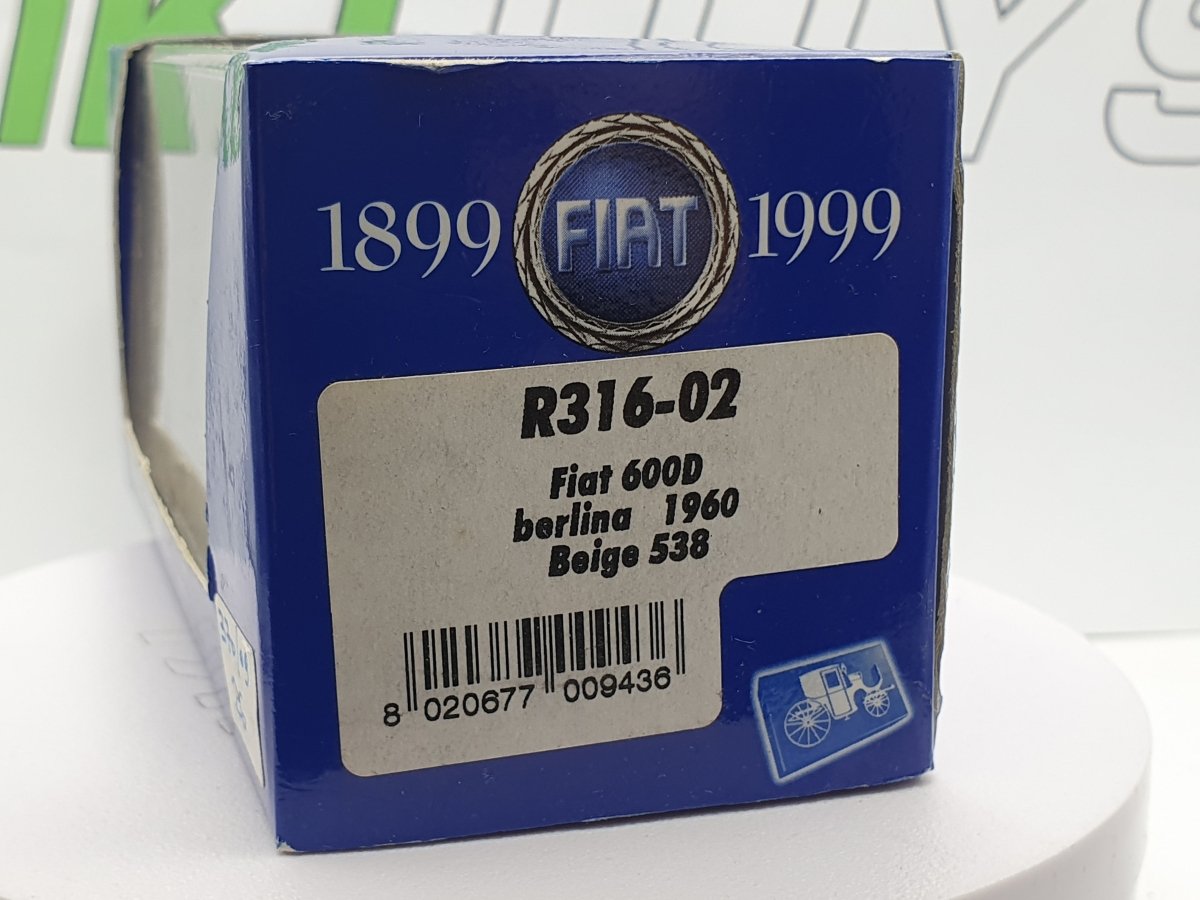 1899 FIAT 1999
R316-02
Fiat 600D
berlina 1960
Beige 538
8 020677 009436